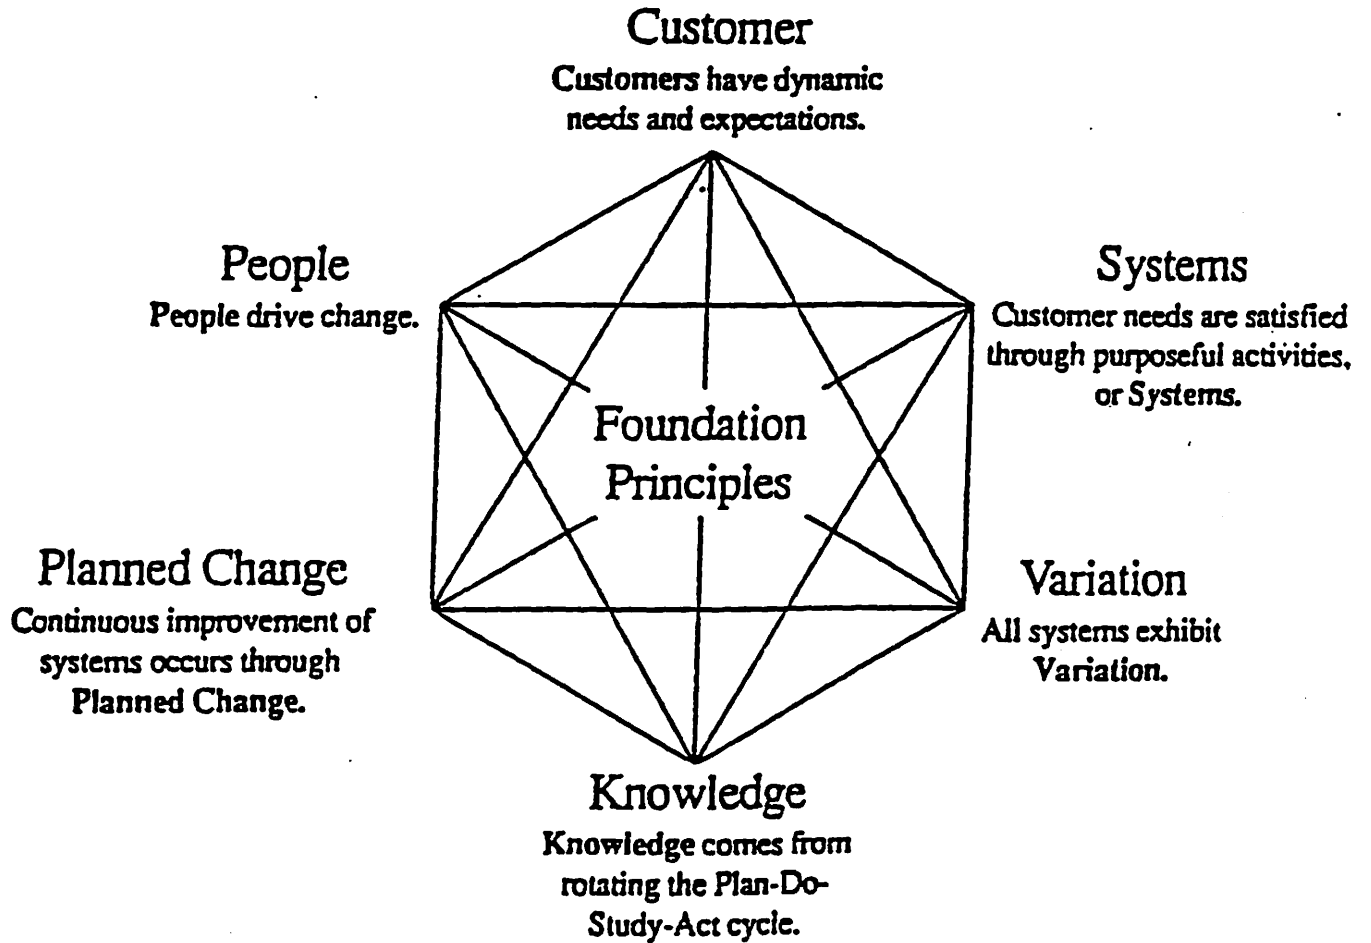 Customer
Customers have dynamic
needs and expectations.
People
People drive change.
Systems
Customer needs are satisfied
through purposeful activities,
or Systems.
Foundation
Principles
Planned Change
Continuous improvement of
systems occurs through
Planned Change.
Variation
All systems exhibit
Variation.
Knowledge
Knowledge comes from
rotating the Plan-Do-
Study-Act cycle.